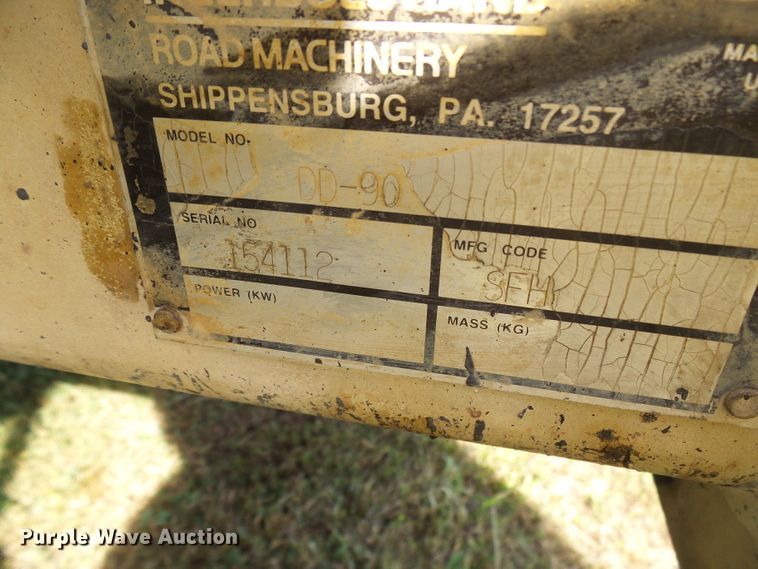 ROAD MACHINERY
SHIPPENSBURG, PA. 17257
MODEL NO.
DD-90
SERIAL NO
154112
MFG CODE
SFH
POWER (KW)
MASS (KG)
Purple Wave Auction